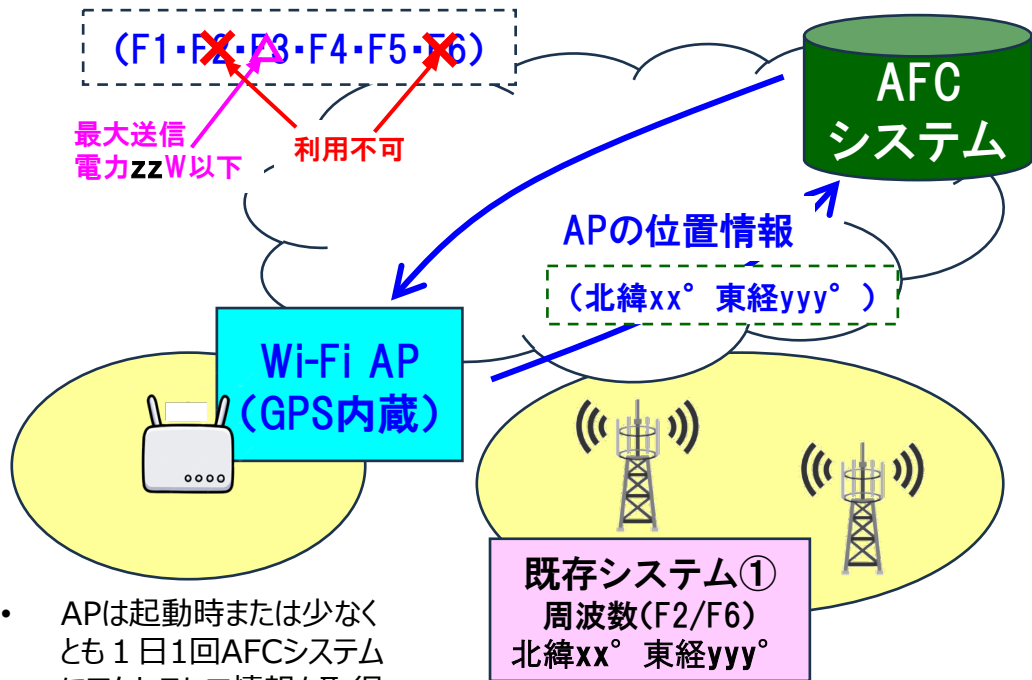 (F1・F2・F3・F4・F5・F6)
最大送信
電力zzW以下
利用不可
AFC
システム
APの位置情報
(北緯xx°東経yyy°)
Wi-Fi AP
(GPS内蔵)
既存システム①
周波数(F2/F6)
北緯xx°東経yyy°
• APは起動時または少なく
とも1日1回AFCシステム